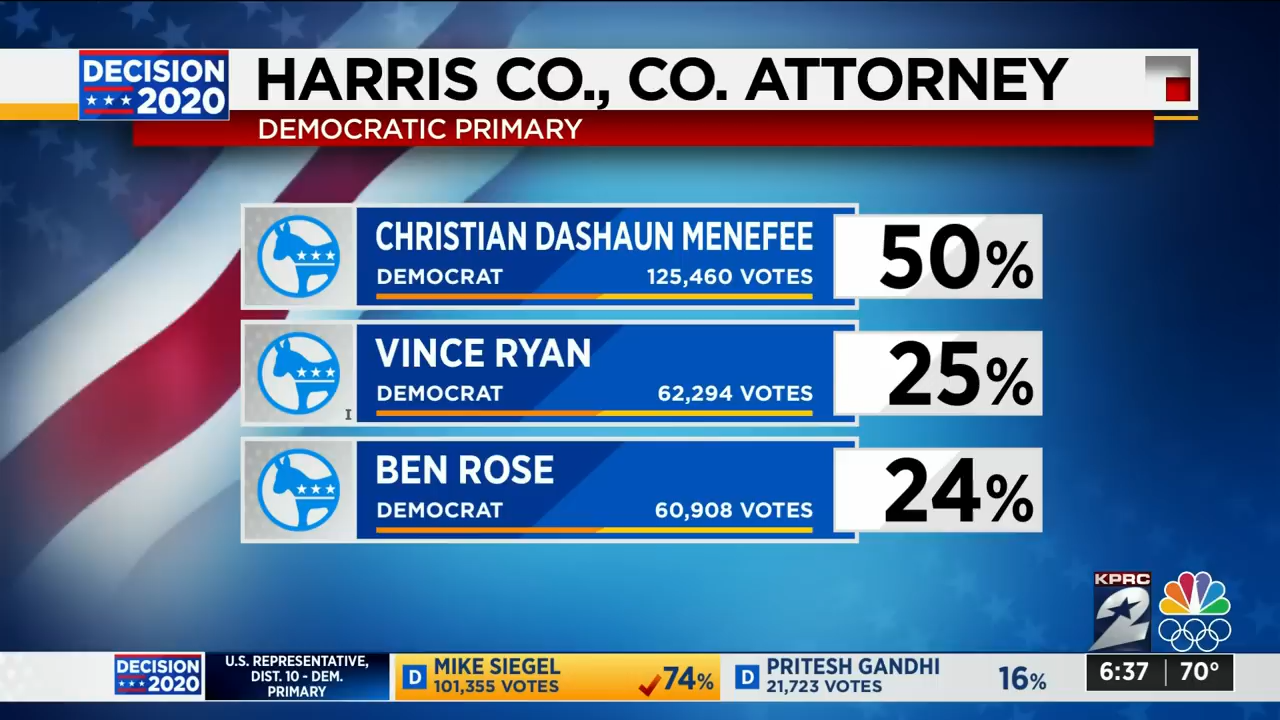 DECISION
2020
HARRIS CO., CO. ATTORNEY
DEMOCRATIC PRIMARY
CHRISTIAN DASHAUN MENEFEE
DEMOCRAT 125,460 VOTES
50%
VINCE RYAN
DEMOCRAT 62,294 VOTES
25%
BEN ROSE
DEMOCRAT 60,908 VOTES
24%
KPRC
2
DECISION
2020
U.S. REPRESENTATIVE,
DIST. 10 - DEM.
PRIMARY
D MIKE SIEGEL
101,355 VOTES
74%
D PRITESH GANDHI
21,723 VOTES
16%
6:37 70°